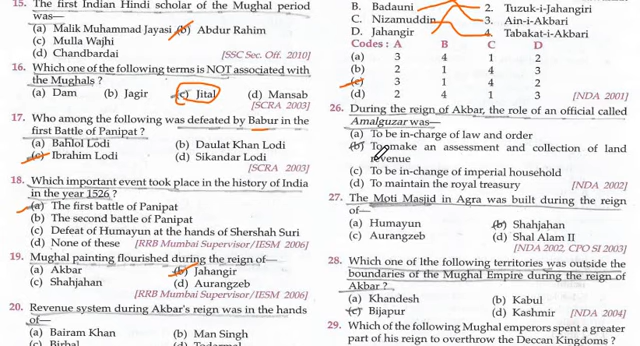 15. The first Indian Hindi scholar of the Mughal period
was—
(a) Malik Muhammad Jayasi (b) Abdur Rahim
(c) Mulla Wajhi
(d) Chandbardai [SSC Sec. Off. 2010]
16. Which one of the following terms is NOT associated with
the Mughals ?
(a) Dam (b) Jagir (c) Jital (d) Mansab
[SCRA 2003]
17. Who among the following was defeated by Babur in the
first Battle of Panipat ?
(a) Bahlol Lodi (b) Daulat Khan Lodi
(c) Ibrahim Lodi (d) Sikandar Lodi
[SCRA 2003]
18. Which important event took place in the history of India
in the year 1526 ?
(a) The first battle of Panipat
(b) The second battle of Panipat
(c) Defeat of Humayun at the hands of Shershah Suri
(d) None of these [RRB Mumbai Supervisor/IESM 2006]
19. Mughal painting flourished during the reign of—
(a) Akbar (b) Jahangir
(c) Shahjahan (d) Aurangzeb
[RRB Mumbai Supervisor/IESM 2006]
20. Revenue system during Akbar's reign was in the hands
of—
(a) Bairam Khan (b) Man Singh
(c) Birbal (d) Todarmal
B. Badauni 2. Tuzuk-i-Jahangiri
C. Nizamuddin 3. Ain-i-Akbari
D. Jahangir 4. Tabakat-i-Akbari
Codes : A B C D
(a) 3 4 1 2
(b) 2 1 4 3
(c) 3 1 4 2
(d) 2 4 1 3 [NDA 2001]
26. During the reign of Akbar, the role of an official called
Amalguzar was—
(a) To be in-charge of law and order
(b) To make an assessment and collection of land
revenue
(c) To be in-change of imperial household
(d) To maintain the royal treasury [NDA 2002]
27. The Moti Masjid in Agra was built during the reign
of—
(a) Humayun (b) Shahjahan
(c) Aurangzeb (d) Shal Alam II
[NDA 2002, CPO SI 2003]
28. Which one of lthe following territories was outside the
boundaries of the Mughal Empire during the reign of
Akbar ?
(a) Khandesh (b) Kabul
(c) Bijapur (d) Kashmir [NDA 2004]
29. Which of the following Mughal emperors spent a greater
part of his reign to overthrow the Deccan Kingdoms ?